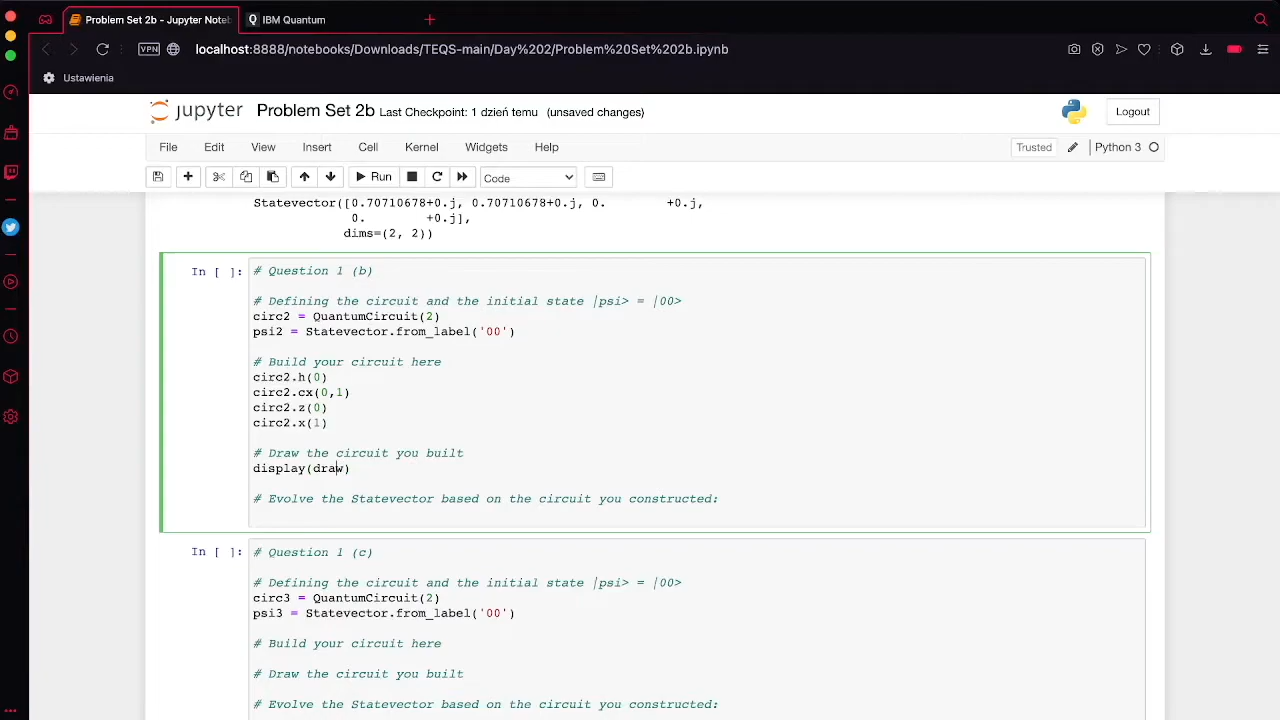 Problem Set 2b - Jupyter Noteb
IBM Quantum
VPN
localhost:8888/notebooks/Downloads/TEQS-main/Day%202/Problem%20Set%202b.ipynb
Ustawienia
jupyter Problem Set 2b Last Checkpoint: 1 dzień temu (unsaved changes)
Logout
File Edit View Insert Cell Kernel Widgets Help
Trusted
Python 3
Run
Code
Statevector([0.70710678+0.j, 0.70710678+0.j, 0. +0.j,
0. +0.j],
dims=(2, 2))
In [ ]:
# Question 1 (b)
# Defining the circuit and the initial state |psi> = |00>
circ2 = QuantumCircuit(2)
psi2 = Statevector.from_label('00')
# Build your circuit here
circ2.h(0)
circ2.cx(0,1)
circ2.z(0)
circ2.x(1)
# Draw the circuit you built
display(draw)
# Evolve the Statevector based on the circuit you constructed:
In [ ]:
# Question 1 (c)
# Defining the circuit and the initial state |psi> = |00>
circ3 = QuantumCircuit(2)
psi3 = Statevector.from_label('00')
# Build your circuit here
# Draw the circuit you built
# Evolve the Statevector based on the circuit you constructed: